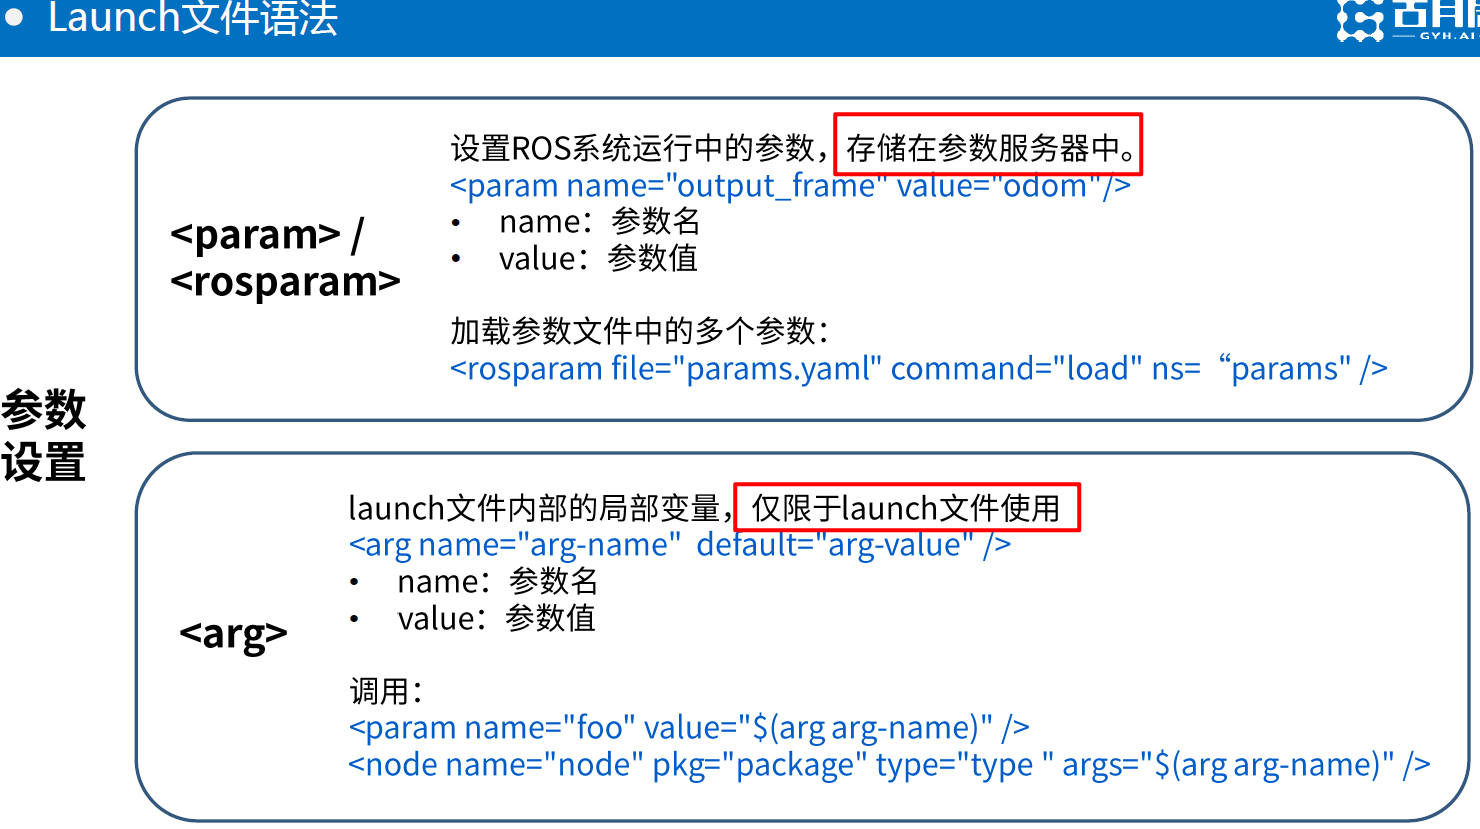 • Launch文件语法
GYH.AI
设置ROS系统运行中的参数，存储在参数服务器中。
<param name="output_frame" value="odom"/>
• name：参数名
• value：参数值
<param> /
<rosparam>
加载参数文件中的多个参数：
<rosparam file="params.yaml" command="load" ns=“params" />
参数
设置
launch文件内部的局部变量，仅限于launch文件使用
<arg name="arg-name"  default="arg-value" />
• name：参数名
• value：参数值
<arg>
调用：
<param name="foo" value="$(arg arg-name)" />
<node name="node" pkg="package" type="type " args="$(arg arg-name)" />